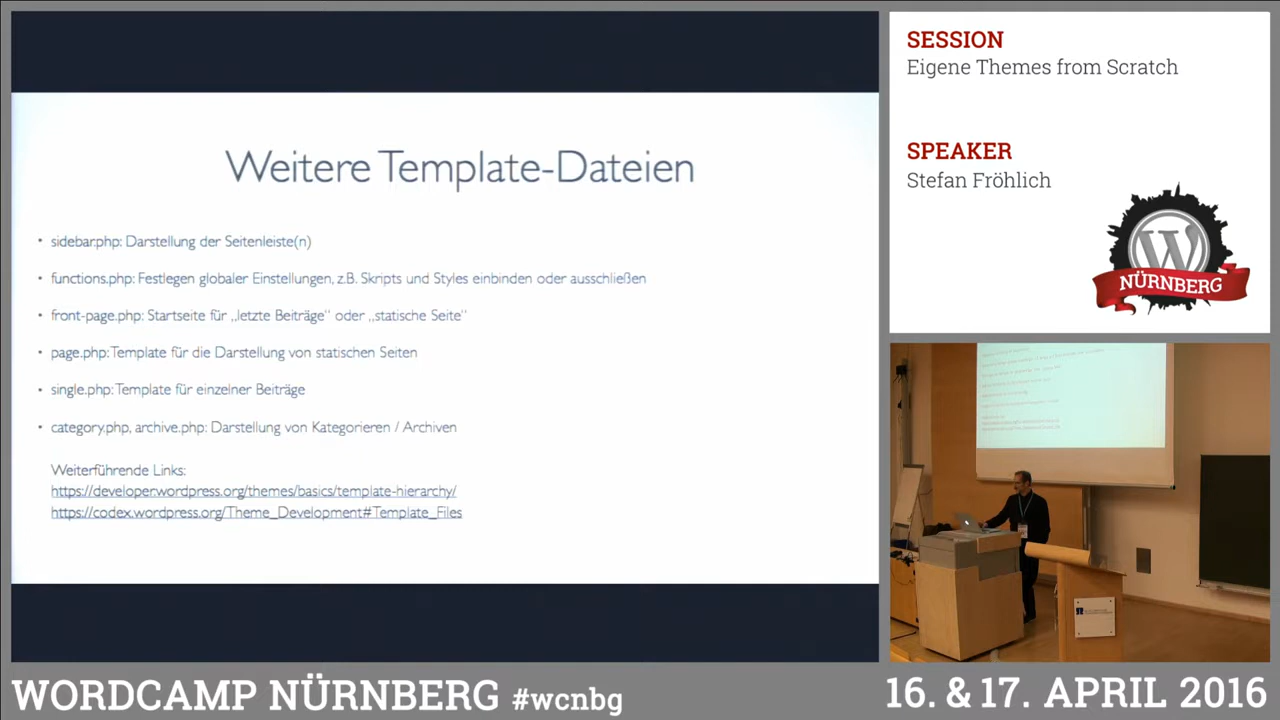 Weitere Template-Dateien
• sidebar.php: Darstellung der Seitenleiste(n)
• functions.php: Festlegen globaler Einstellungen, z.B. Skripts und Styles einbinden oder ausschließen
• front-page.php: Startseite für „letzte Beiträge“ oder „statische Seite“
• page.php: Template für die Darstellung von statischen Seiten
• single.php: Template für einzelner Beiträge
• category.php, archive.php: Darstellung von Kategorieren / Archiven
Weiterführende Links:
https://developer.wordpress.org/themes/basics/template-hierarchy/
https://codex.wordpress.org/Theme_Development#Template_Files
SESSION
Eigene Themes from Scratch
SPEAKER
Stefan Fröhlich
W
NÜRNBERG
WORDCAMP NÜRNBERG #wcnbg
16. & 17. APRIL 2016